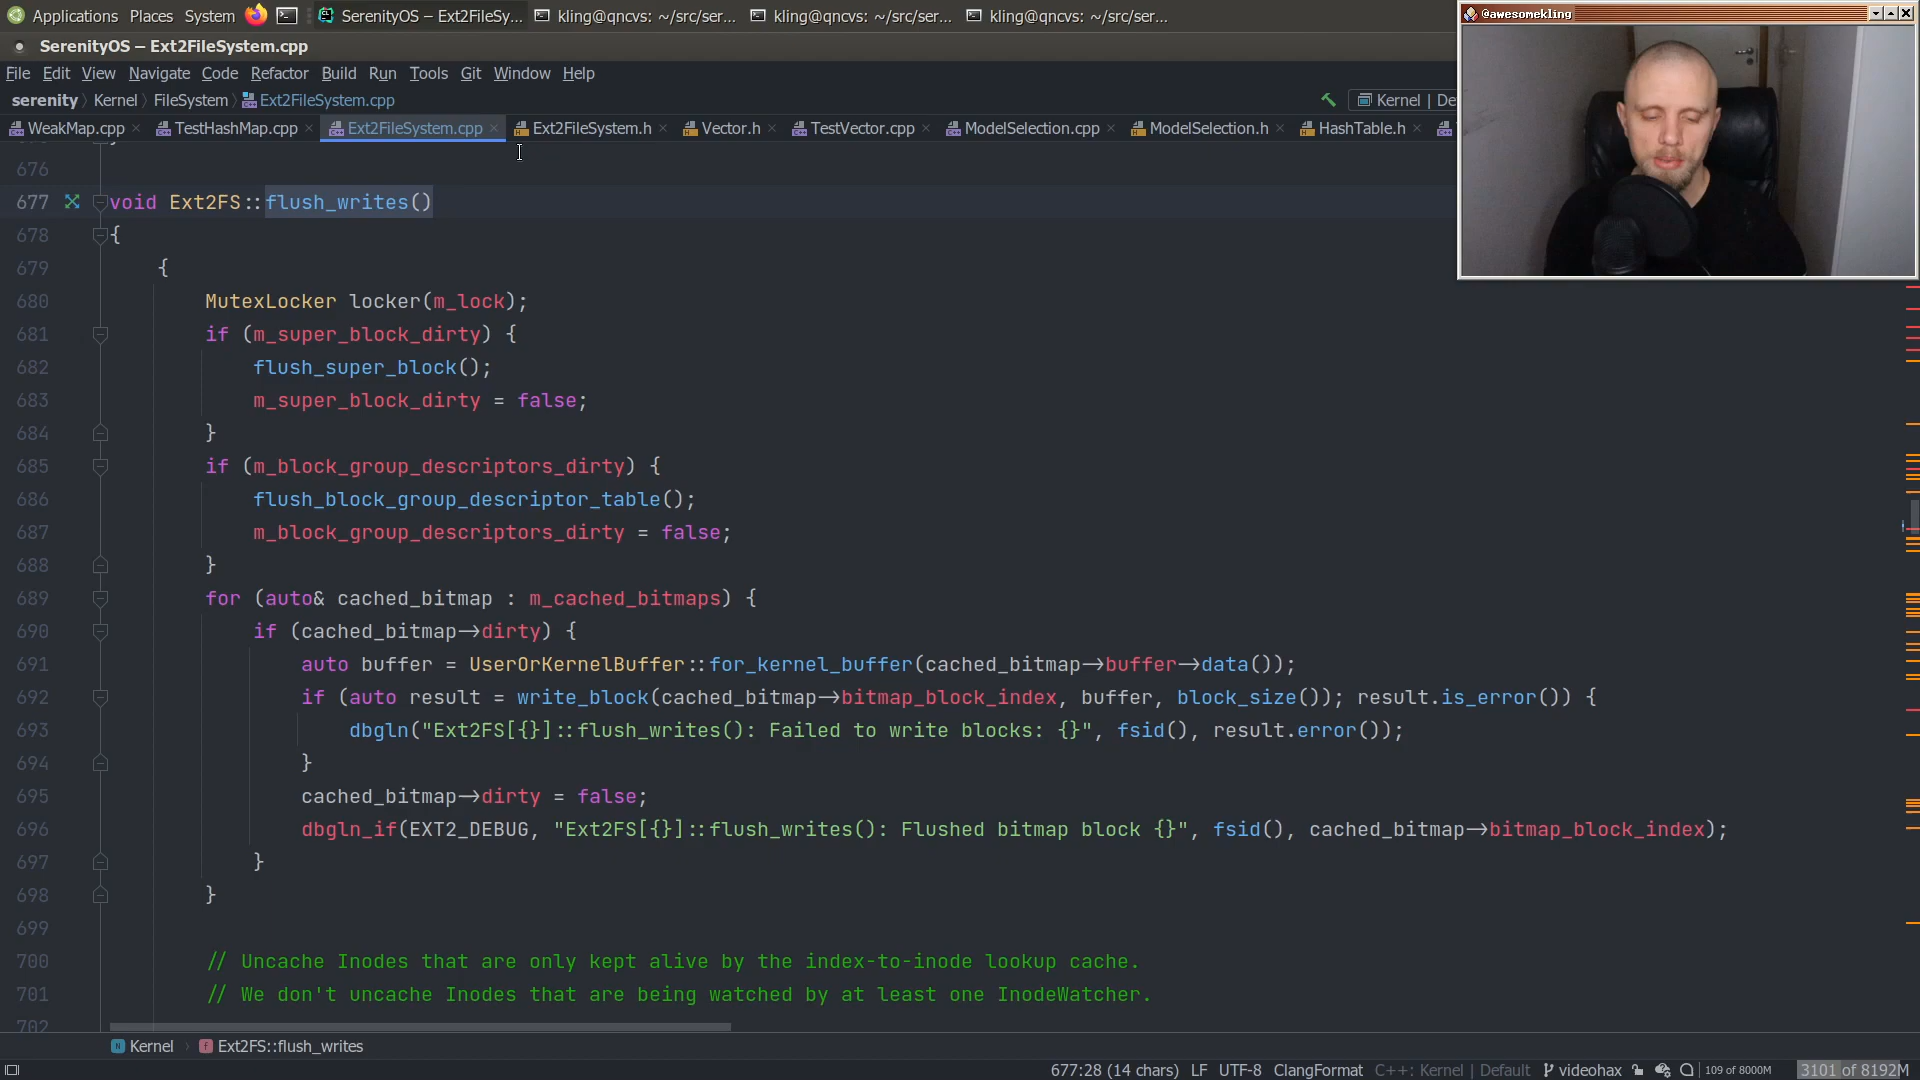 Applications Places System SerenityOS – Ext2FileSy... kling@qncvs: ~/src/ser... kling@qncvs: ~/src/ser... kling@qncvs: ~/src/ser...
@awesomekling
SerenityOS – Ext2FileSystem.cpp
File Edit View Navigate Code Refactor Build Run Tools Git Window Help
serenity Kernel FileSystem Ext2FileSystem.cpp Kernel | De
WeakMap.cpp TestHashMap.cpp Ext2FileSystem.cpp Ext2FileSystem.h Vector.h TestVector.cpp ModelSelection.cpp ModelSelection.h HashTable.h
676
677 void Ext2FS::flush_writes()
678 {
679 {
680 MutexLocker locker(m_lock);
681 if (m_super_block_dirty) {
682 flush_super_block();
683 m_super_block_dirty = false;
684 }
685 if (m_block_group_descriptors_dirty) {
686 flush_block_group_descriptor_table();
687 m_block_group_descriptors_dirty = false;
688 }
689 for (auto& cached_bitmap : m_cached_bitmaps) {
690 if (cached_bitmap->dirty) {
691 auto buffer = UserOrKernelBuffer::for_kernel_buffer(cached_bitmap->buffer->data());
692 if (auto result = write_block(cached_bitmap->bitmap_block_index, buffer, block_size()); result.is_error()) {
693 dbgln("Ext2FS[{}]::flush_writes(): Failed to write blocks: {}", fsid(), result.error());
694 }
695 cached_bitmap->dirty = false;
696 dbgln_if(EXT2_DEBUG, "Ext2FS[{}]::flush_writes(): Flushed bitmap block {}", fsid(), cached_bitmap->bitmap_block_index);
697 }
698 }
699
700 // Uncache Inodes that are only kept alive by the index-to-inode lookup cache.
701 // We don't uncache Inodes that are being watched by at least one InodeWatcher.
702
Kernel Ext2FS::flush_writes
677:28 (14 chars) LF UTF-8 ClangFormat C++: Kernel | Default videohax 109 of 8000M 3101 of 8192M